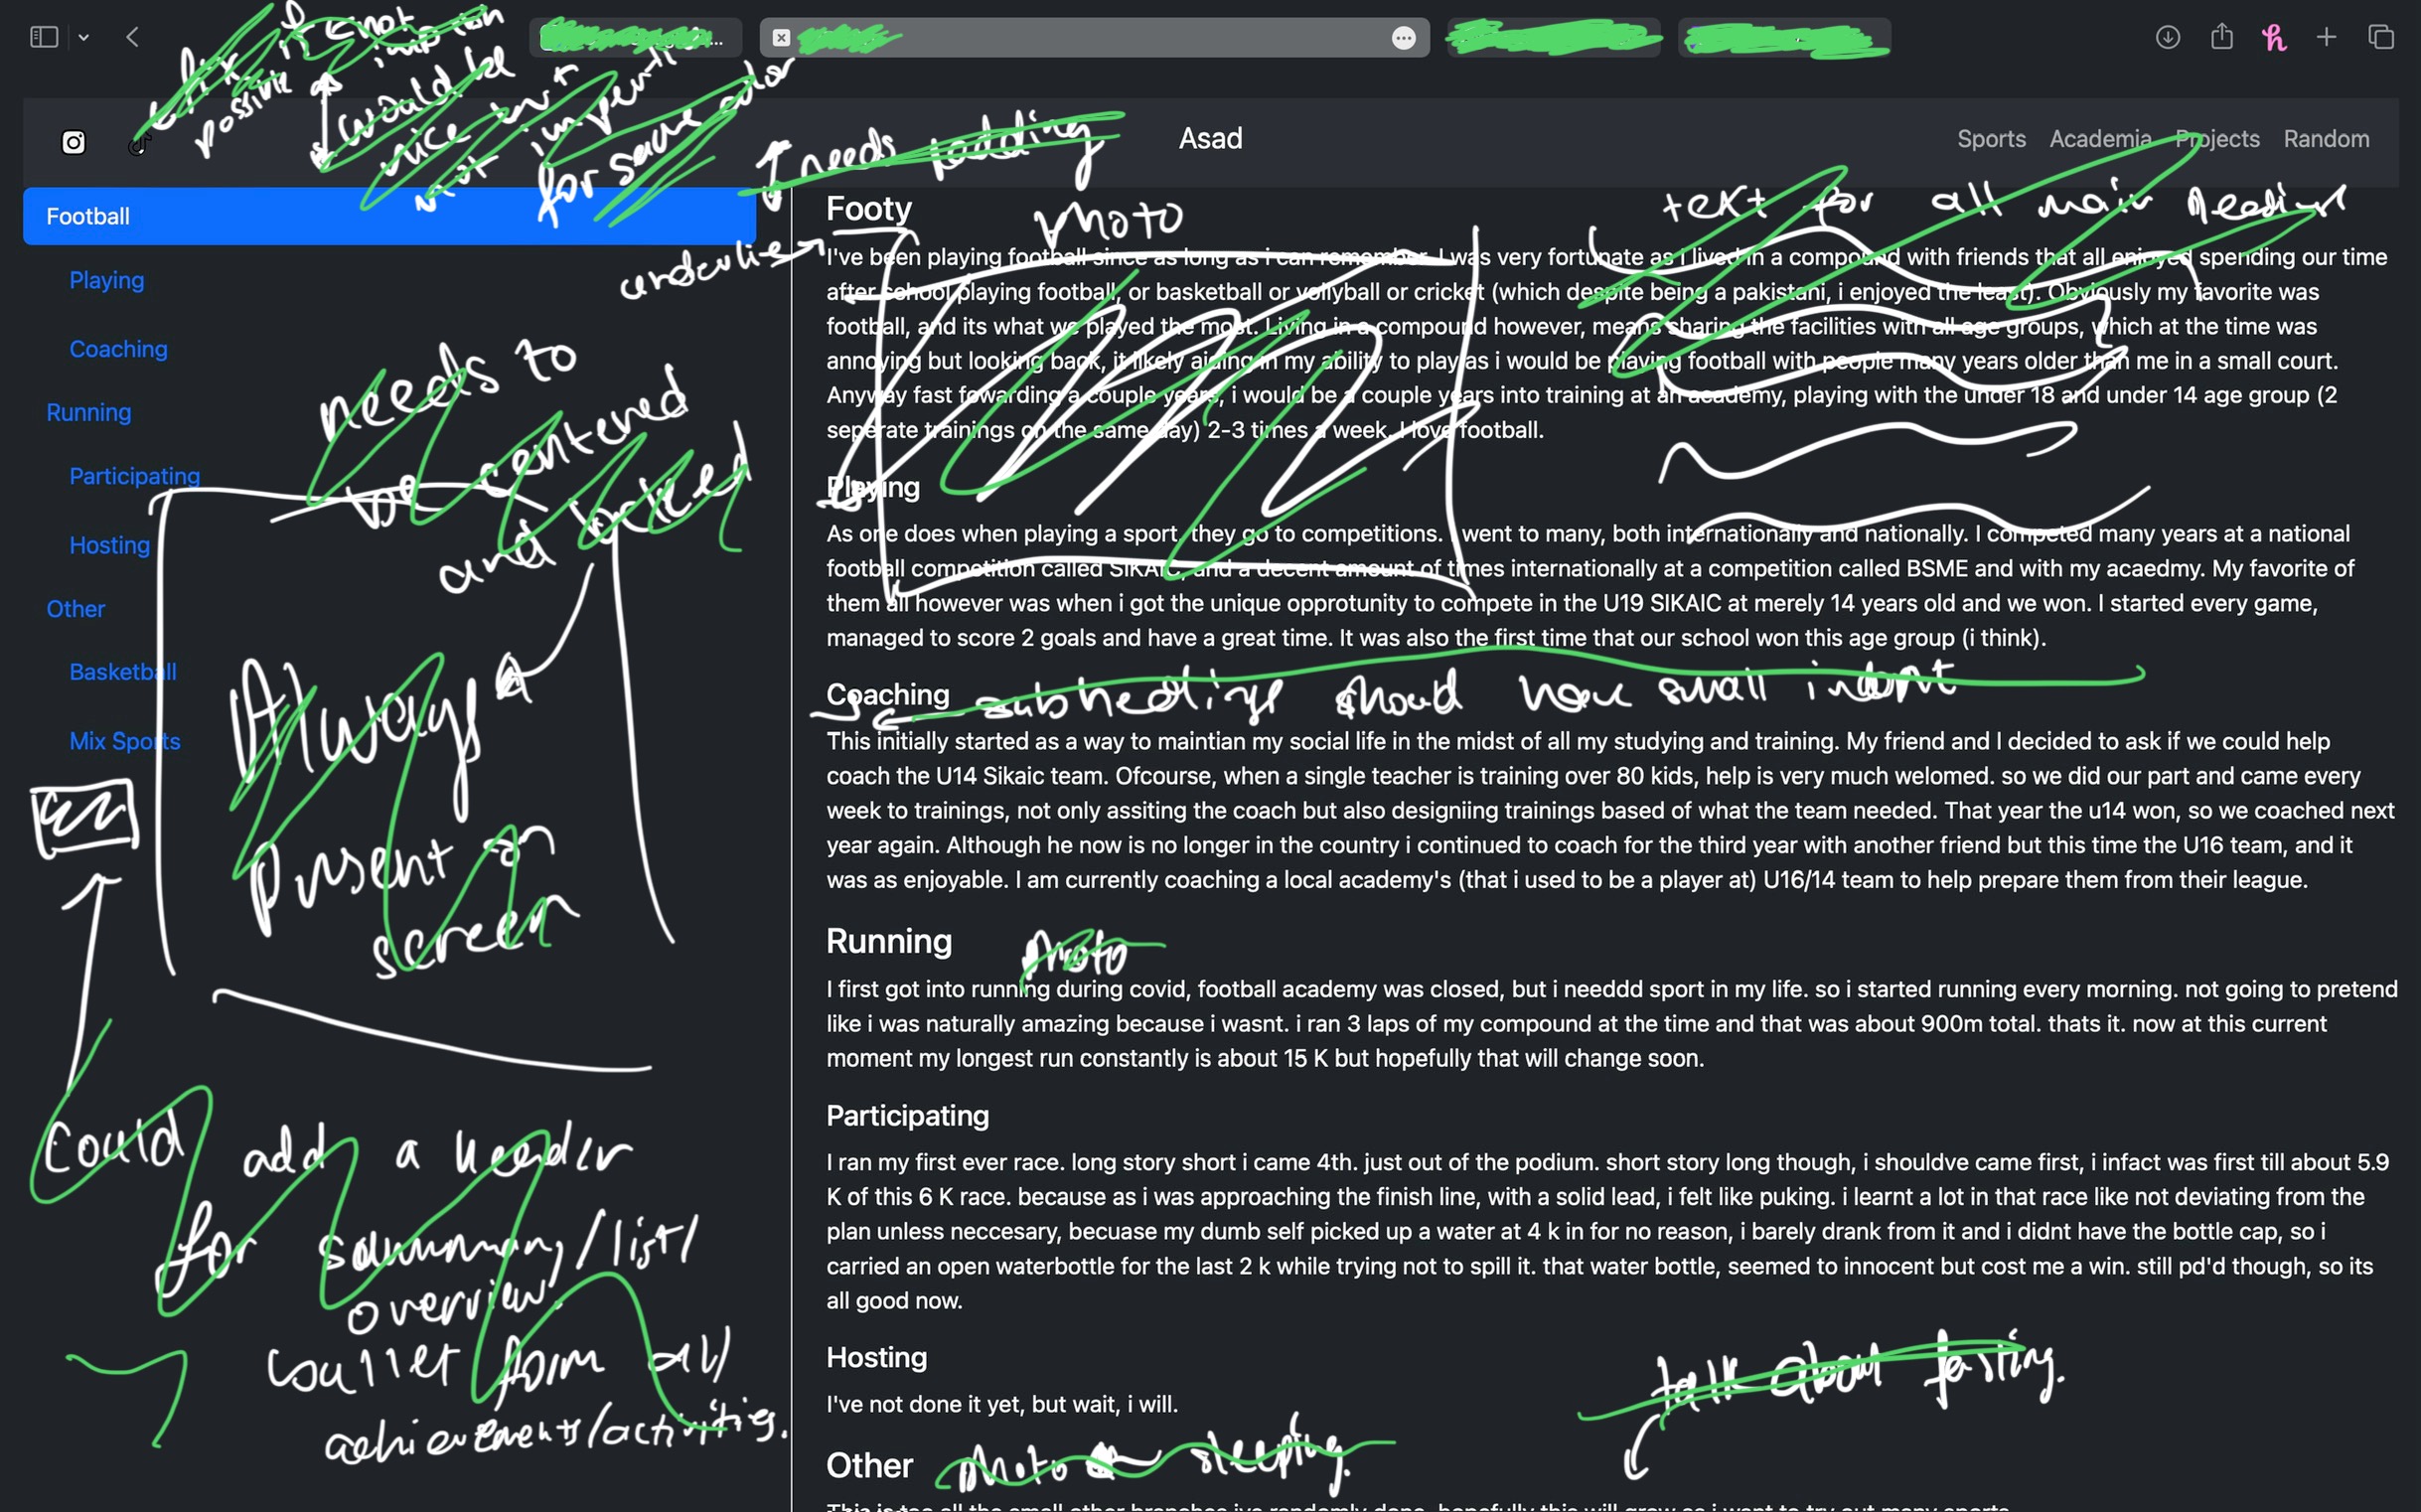 fix if not
possible as
would be
nice but
not
for same color
needs padding
Asad
Sports Academia Projects Random
Football
Playing
Coaching
Running
Participating
Hosting
Other
Basketball
Mix Sports
needs to
be centered
and
Always
present on
screen
Could add a header
for summary/list/
overview
bullet form all
achievements/activities.
Footy
photo
text for all main
I've been playing football since as long as i can remember. I was very fortunate as i lived in a compound with friends that all enjoyed spending our time
after school playing football, or basketball or vollyball or cricket (which despite being a pakistani, i enjoyed the least). Obviously my favorite was
football, and its what we played the most. Living in a compound however, means sharing the facilities with all age groups, which at the time was
annoying but looking back, it likely aiding in my ability to play as i would be playing football with people many years older than me in a small court.
Anyway fast fowarding a couple years, i would be a couple years into training at an academy, playing with the under 18 and under 14 age group (2
seperate trainings on the same day) 2-3 times a week. I love football.
Playing
As one does when playing a sport, they go to competitions. I went to many, both internationally and nationally. I competed many years at a national
football competition called SIKAIC, and a decent amount of times internationally at a competition called BSME and with my acaedmy. My favorite of
them all however was when i got the unique opprotunity to compete in the U19 SIKAIC at merely 14 years old and we won. I started every game,
managed to score 2 goals and have a great time. It was also the first time that our school won this age group (i think).
Coaching
subheadings should have small indent
This initially started as a way to maintian my social life in the midst of all my studying and training. My friend and I decided to ask if we could help
coach the U14 Sikaic team. Ofcourse, when a single teacher is training over 80 kids, help is very much welomed. so we did our part and came every
week to trainings, not only assiting the coach but also designiing trainings based of what the team needed. That year the u14 won, so we coached next
year again. Although he now is no longer in the country i continued to coach for the third year with another friend but this time the U16 team, and it
was as enjoyable. I am currently coaching a local academy's (that i used to be a player at) U16/14 team to help prepare them from their league.
Running
photo
I first got into running during covid, football academy was closed, but i needdd sport in my life. so i started running every morning. not going to pretend
like i was naturally amazing because i wasnt. i ran 3 laps of my compound at the time and that was about 900m total. thats it. now at this current
moment my longest run constantly is about 15 K but hopefully that will change soon.
Participating
I ran my first ever race. long story short i came 4th. just out of the podium. short story long though, i shouldve came first, i infact was first till about 5.9
K of this 6 K race. because as i was approaching the finish line, with a solid lead, i felt like puking. i learnt a lot in that race like not deviating from the
plan unless neccesary, becuase my dumb self picked up a water at 4 k in for no reason, i barely drank from it and i didnt have the bottle cap, so i
carried an open waterbottle for the last 2 k while trying not to spill it. that water bottle, seemed to innocent but cost me a win. still pd'd though, so its
all good now.
Hosting
I've not done it yet, but wait, i will.
talk about fasting.
Other
photo sleeping.